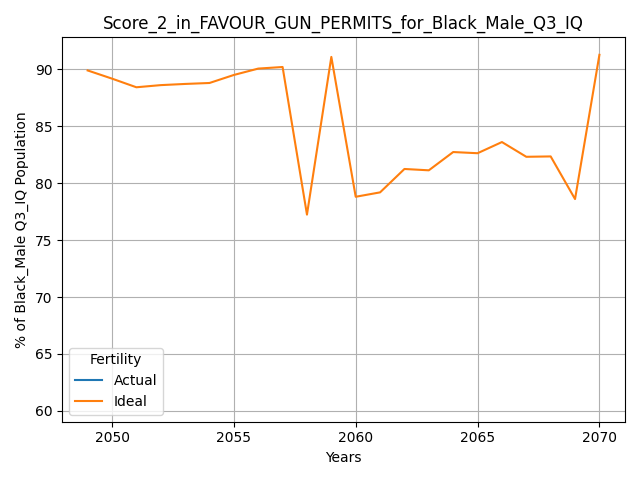 Score_2_in_FAVOUR_GUN_PERMITS_for_Black_Male_Q3_IQ
% of Black_Male Q3_IQ Population
90
85
80
75
70
65
60
Fertility
Actual
Ideal
2050 2055 2060 2065 2070
Years